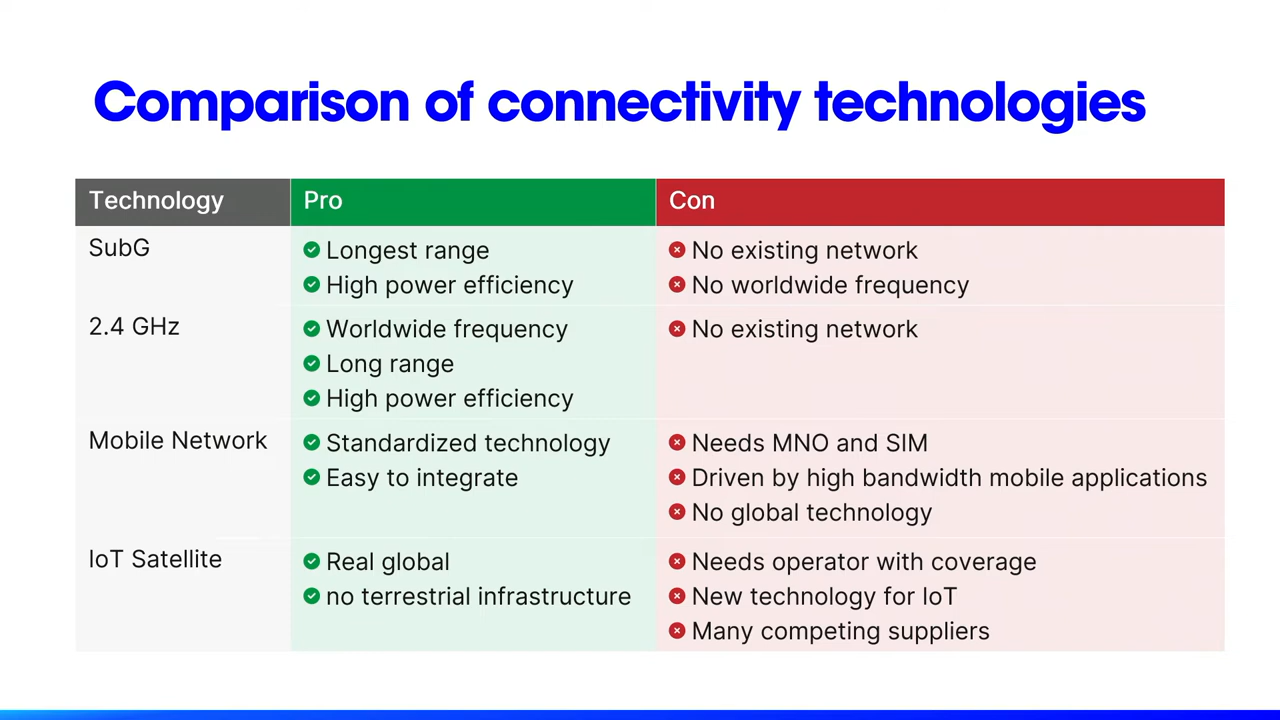 Comparison of connectivity technologies
Technology
Pro
Con
SubG
Longest range
High power efficiency
No existing network
No worldwide frequency
2.4 GHz
Worldwide frequency
Long range
High power efficiency
No existing network
Mobile Network
Standardized technology
Easy to integrate
Needs MNO and SIM
Driven by high bandwidth mobile applications
No global technology
IoT Satellite
Real global
no terrestrial infrastructure
Needs operator with coverage
New technology for IoT
Many competing suppliers